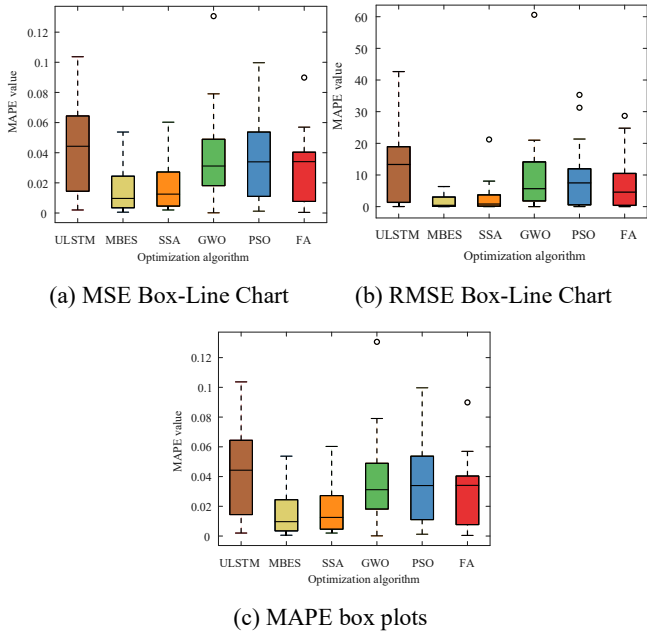 0.12
0.1
0.08
0.06
0.04
0.02
0
MAPE value
ULSTM MBES SSA GWO PSO FA
Optimization algorithm
(a) MSE Box-Line Chart
60
50
40
30
20
10
0
MAPE value
ULSTM MBES SSA GWO PSO FA
Optimization algorithm
(b) RMSE Box-Line Chart
0.12
0.1
0.08
0.06
0.04
0.02
0
MAPE value
ULSTM MBES SSA GWO PSO FA
Optimization algorithm
(c) MAPE box plots